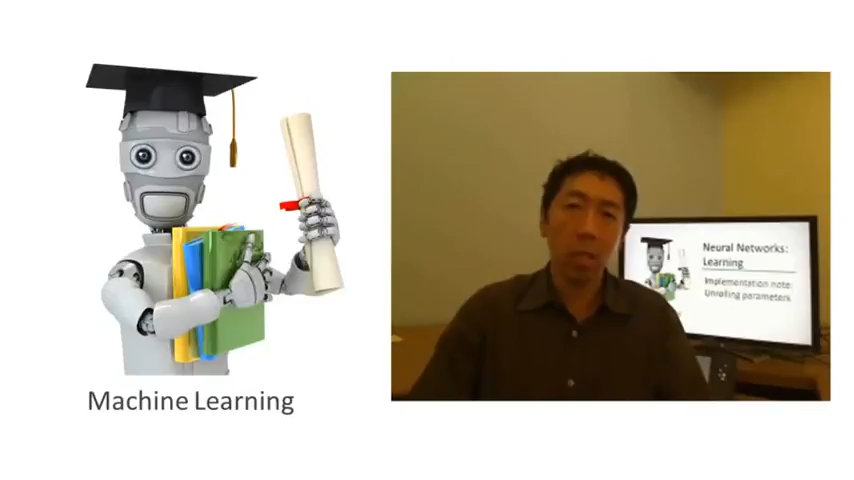 Machine Learning
Neural Networks:
Learning
Implementation note:
Unrolling parameters